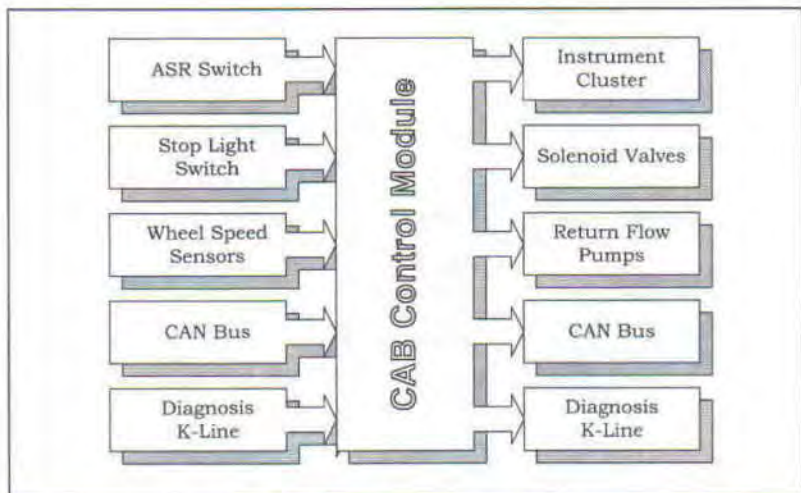 ASR Switch
Stop Light
Switch
Wheel Speed
Sensors
CAN Bus
Diagnosis
K-Line
CAB Control Module
Instrument
Cluster
Solenoid Valves
Return Flow
Pumps
CAN Bus
Diagnosis
K-Line